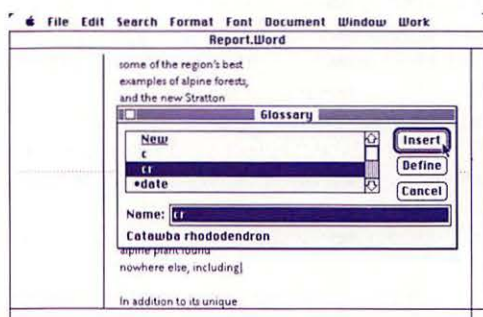 File Edit Search Format Font Document Window Work
Report.Word
some of the region's best
examples of alpine forests,
and the new Stratton
Glossary
New
c
cr
•date
Insert
Define
Cancel
Name: cr
Catawba rhododendron
alpine plant found
nowhere else, including
In addition to its unique